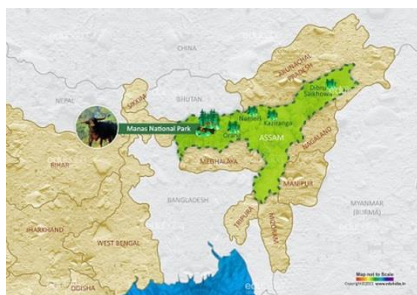 CHINA
ARUNACHAL
PRADESH
NEPAL
SIKKIM
BHUTAN
Dibru
Saikhowa
Nameri
Kaziranga
Orang
Manas National Park
ASSAM
NAGALAND
BIHAR
MEGHALAYA
MANIPUR
BANGLADESH
MYANMAR
(BURMA)
JHARKHAND
TRIPURA
MIZORAM
WEST BENGAL
ODISHA
Map not to Scale